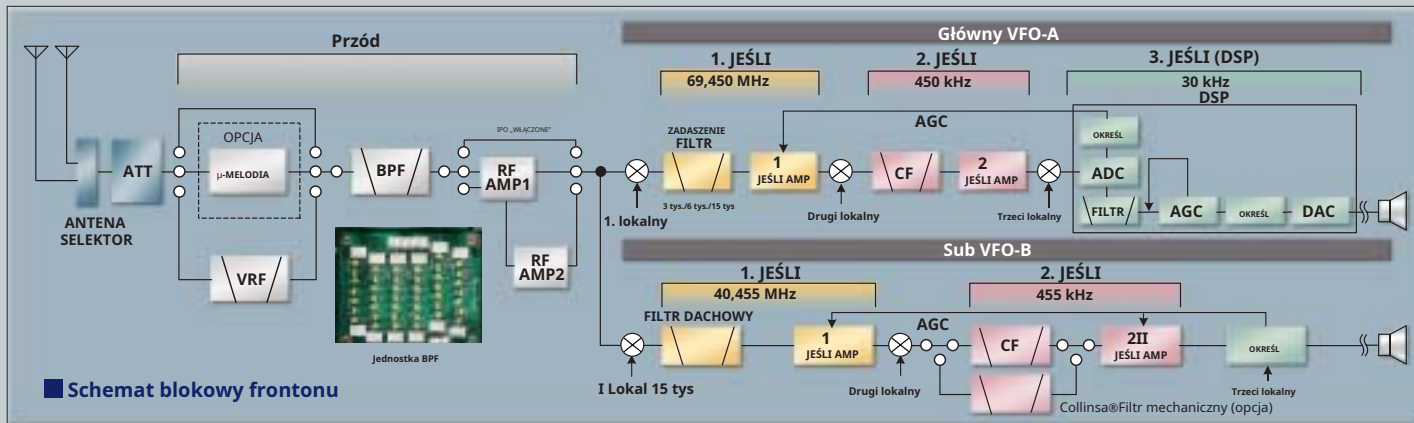 Główny VFO-A
Przód
1. JEŚLI
2. JEŚLI
3. JEŚLI (DSP)
69,450 MHz
450 kHz
30 kHz
DSP
OPCJA
IPO „WŁĄCZONE"
ZADASZENIE
FILTR
AGC
OKREŚL
ATT
µ-MELODIA
BPF
RF
AMP1
1
JEŚLI AMP
CF
2
JEŚLI AMP
ADC
3 tys./6 tys./15 tys
FILTR
AGC
OKREŚL
DAC
ANTENA
SELEKTOR
1. lokalny
Drugi lokalny
Trzeci lokalny
VRF
RF
AMP2
Sub VFO-B
1. JEŚLI
2. JEŚLI
40,455 MHz
455 kHz
FILTR DACHOWY
AGC
1
JEŚLI AMP
CF
2II
JEŚLI AMP
OKREŚL
Jednostka BPF
Schemat blokowy frontonu
I Lokal 15 tys
Drugi lokalny
Trzeci lokalny
Collinsa®Filtr mechaniczny (opcja)